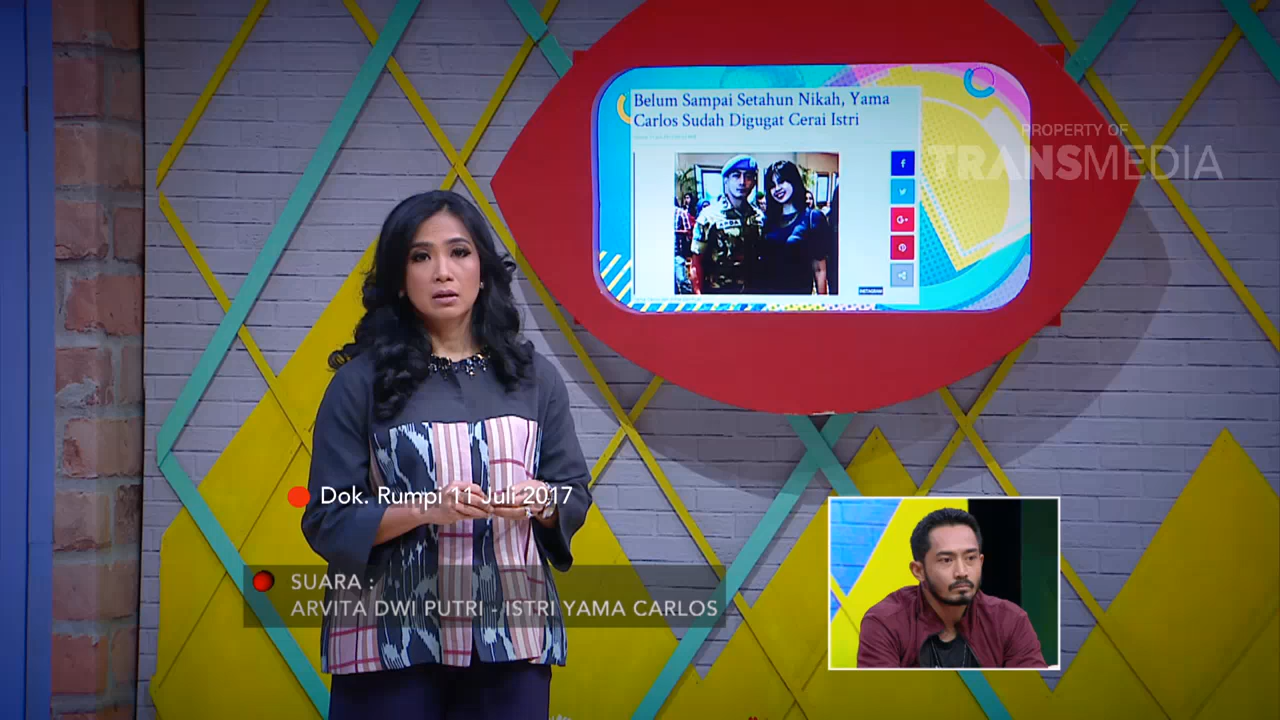 Belum Sampai Setahun Nikah, Yama
Carlos Sudah Digugat Cerai Istri
PROPERTY OF
TRANSMEDIA
INSTAGRAM
Dok. Rumpi 11 Juli 2017
SUARA :
ARVITA DWI PUTRI - ISTRI YAMA CARLOS